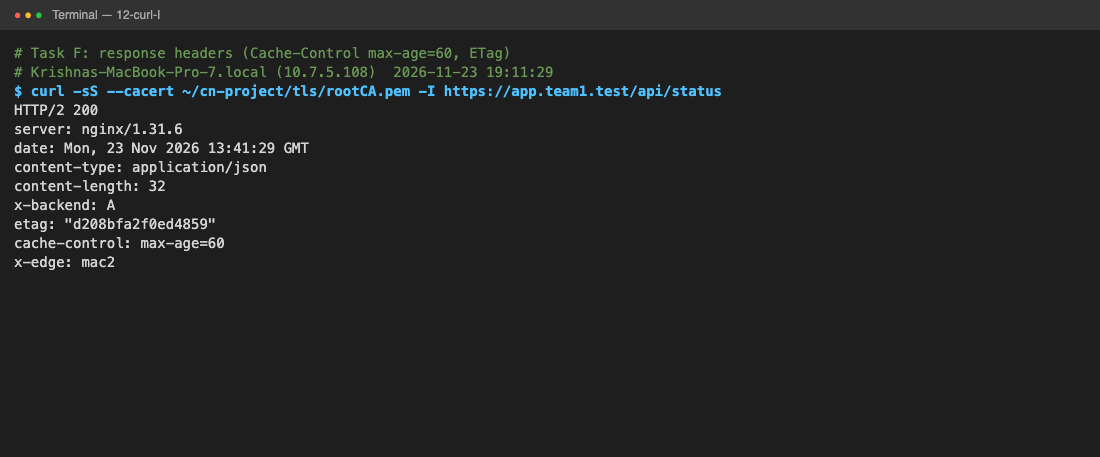 Terminal — 12-curl-I
# Task F: response headers (Cache-Control max-age=60, ETag)
# Krishnas-MacBook-Pro-7.local (10.7.5.108)  2026-11-23 19:11:29
$ curl -sS --cacert ~/cn-project/tls/rootCA.pem -I https://app.team1.test/api/status
HTTP/2 200
server: nginx/1.31.6
date: Mon, 23 Nov 2026 13:41:29 GMT
content-type: application/json
content-length: 32
x-backend: A
etag: "d208bfa2f0ed4859"
cache-control: max-age=60
x-edge: mac2